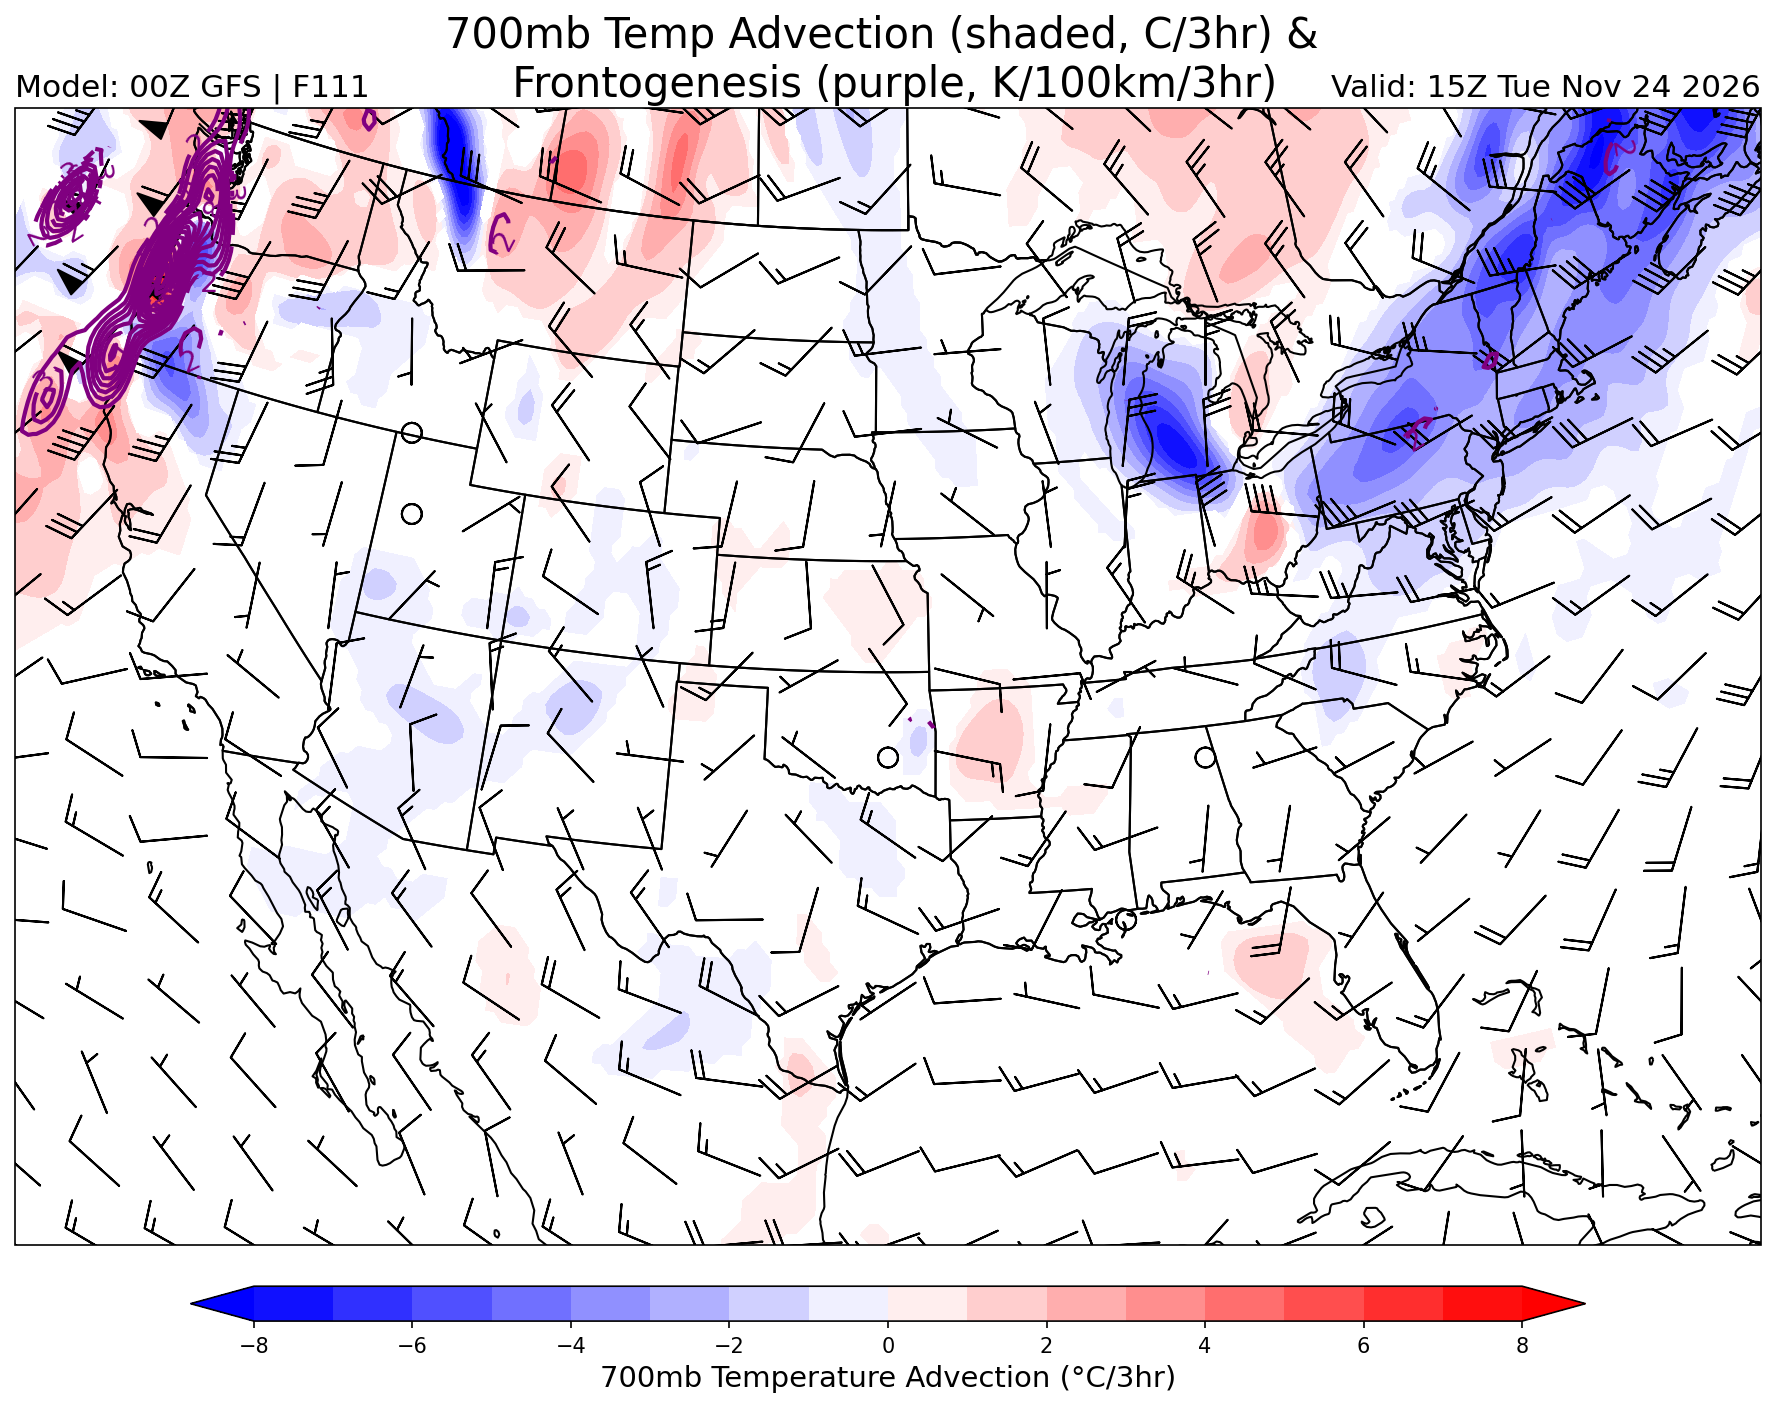 700mb Temp Advection (shaded, C/3hr) &
Model: 00Z GFS | F111
Frontogenesis (purple, K/100km/3hr)
Valid: 15Z Tue Nov 24 2026
−8 −6 −4 −2 0 2 4 6 8
700mb Temperature Advection (°C/3hr)